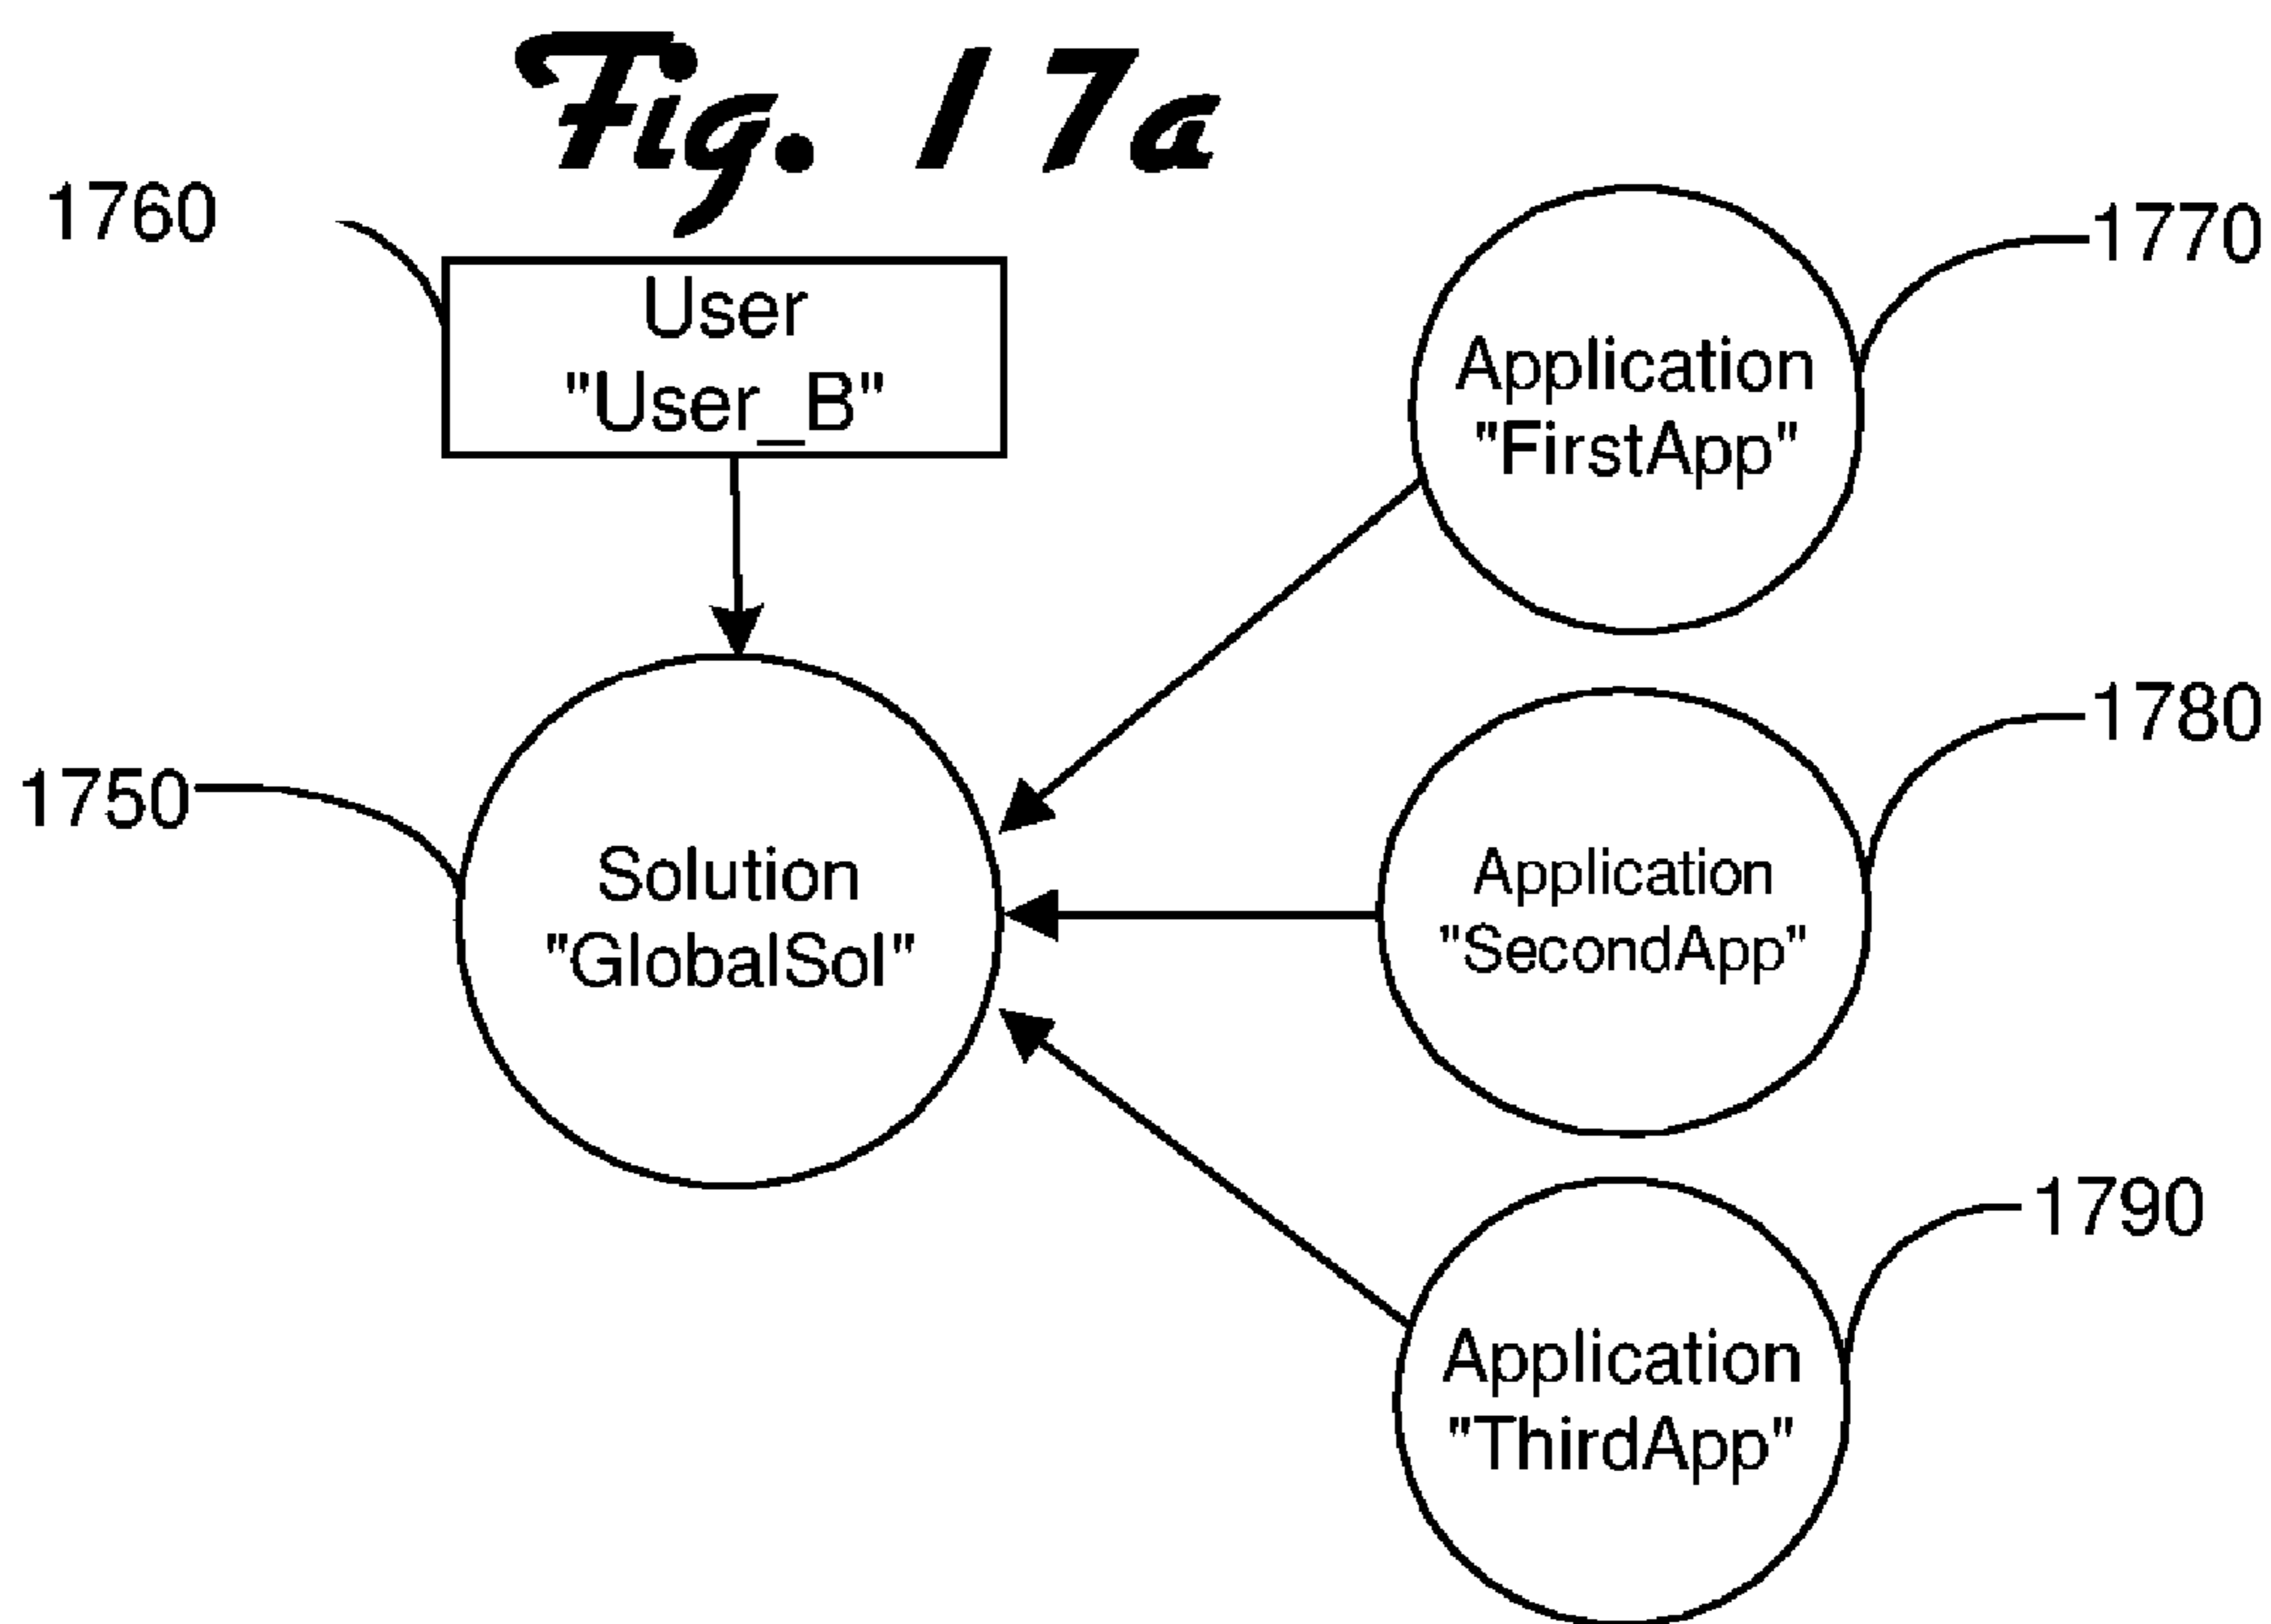 Fig. 17a
1760
User
"User_B"
1770
Application
"FirstApp"
1750
Solution
"GlobalSol"
1780
Application
"SecondApp"
1790
Application
"ThirdApp"